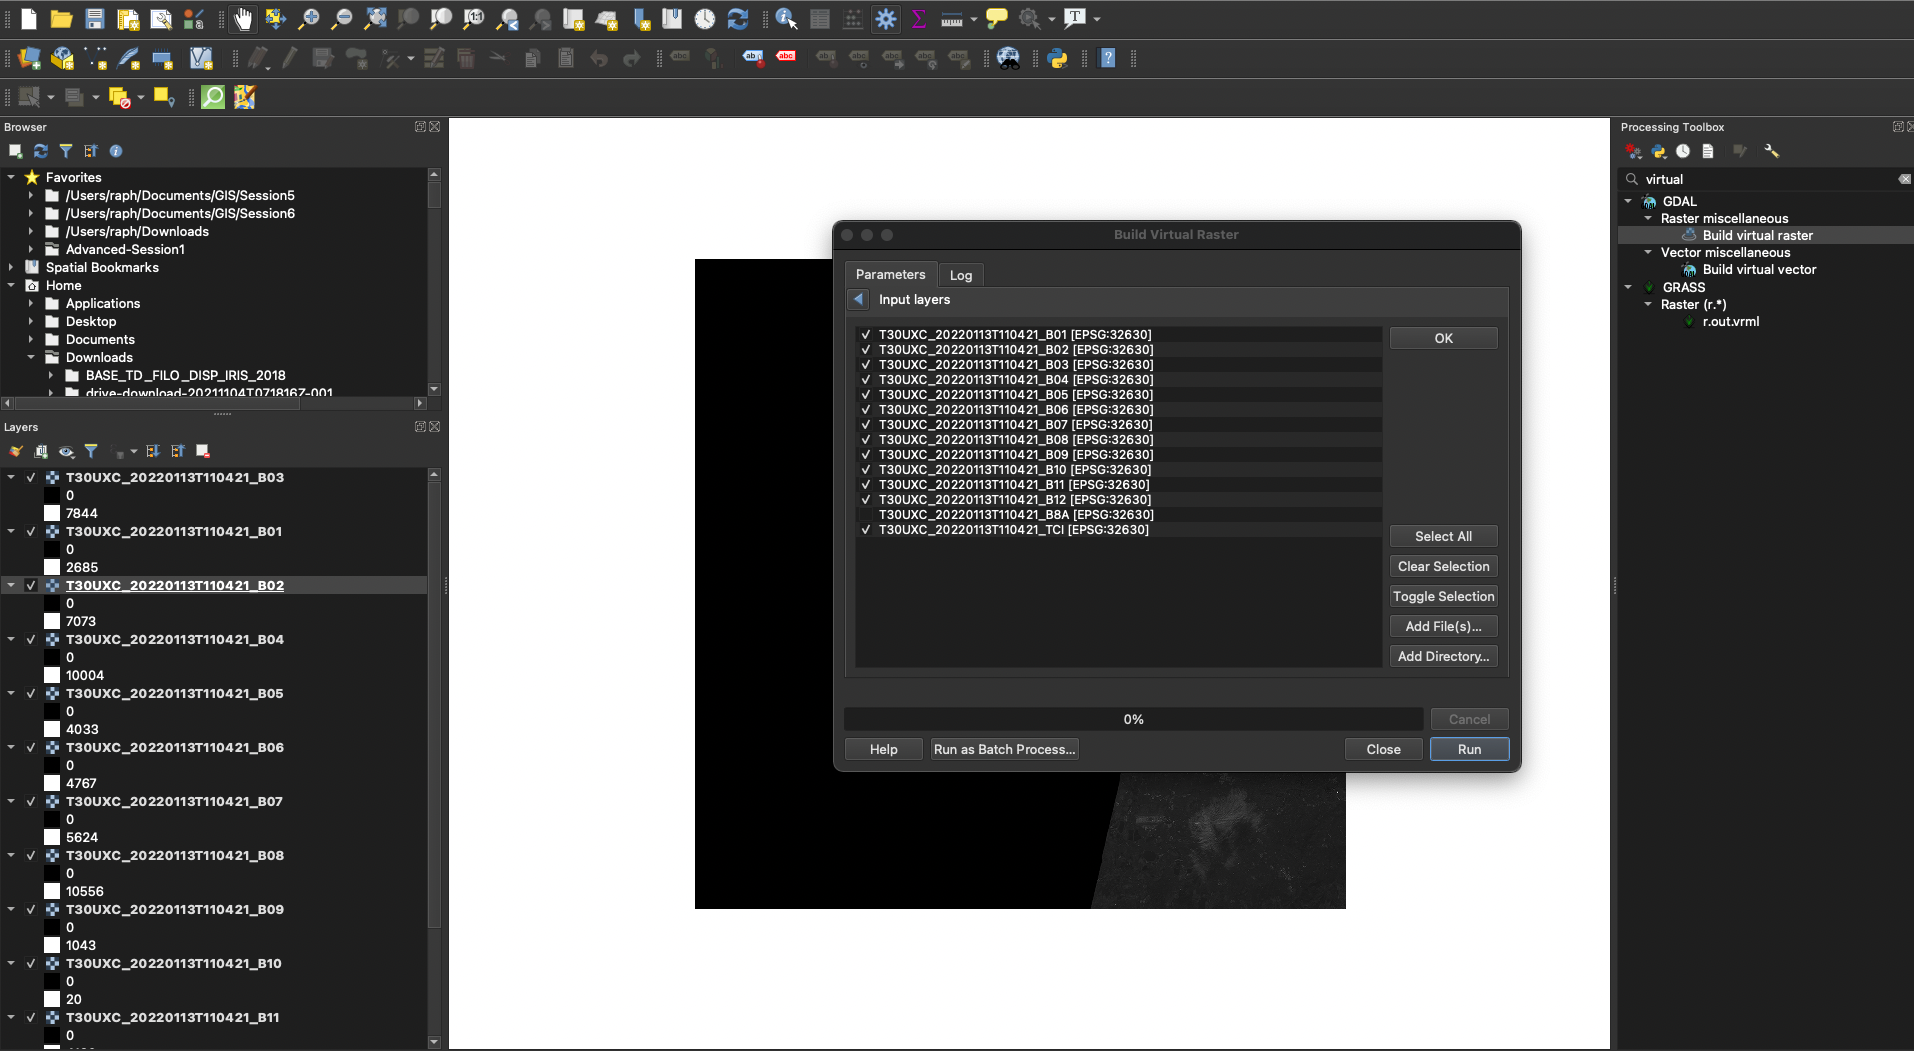 Browser
Favorites
/Users/raph/Documents/GIS/Session5
/Users/raph/Documents/GIS/Session6
/Users/raph/Downloads
Advanced-Session1
Spatial Bookmarks
Home
Applications
Desktop
Documents
Downloads
BASE_TD_FILO_DISP_IRIS_2018
drive-download-20211104T071816Z-001
Layers
T30UXC_20220113T110421_B03
0
7844
T30UXC_20220113T110421_B01
0
2685
T30UXC_20220113T110421_B02
0
7073
T30UXC_20220113T110421_B04
0
10004
T30UXC_20220113T110421_B05
0
4033
T30UXC_20220113T110421_B06
0
4767
T30UXC_20220113T110421_B07
0
5624
T30UXC_20220113T110421_B08
0
10556
T30UXC_20220113T110421_B09
0
1043
T30UXC_20220113T110421_B10
0
20
T30UXC_20220113T110421_B11
0
Build Virtual Raster
Parameters
Log
Input layers
T30UXC_20220113T110421_B01 [EPSG:32630]
T30UXC_20220113T110421_B02 [EPSG:32630]
T30UXC_20220113T110421_B03 [EPSG:32630]
T30UXC_20220113T110421_B04 [EPSG:32630]
T30UXC_20220113T110421_B05 [EPSG:32630]
T30UXC_20220113T110421_B06 [EPSG:32630]
T30UXC_20220113T110421_B07 [EPSG:32630]
T30UXC_20220113T110421_B08 [EPSG:32630]
T30UXC_20220113T110421_B09 [EPSG:32630]
T30UXC_20220113T110421_B10 [EPSG:32630]
T30UXC_20220113T110421_B11 [EPSG:32630]
T30UXC_20220113T110421_B12 [EPSG:32630]
T30UXC_20220113T110421_B8A [EPSG:32630]
T30UXC_20220113T110421_TCI [EPSG:32630]
OK
Select All
Clear Selection
Toggle Selection
Add File(s)...
Add Directory...
0%
Cancel
Help
Run as Batch Process...
Close
Run
Processing Toolbox
virtual
GDAL
Raster miscellaneous
Build virtual raster
Vector miscellaneous
Build virtual vector
GRASS
Raster (r.*)
r.out.vrml